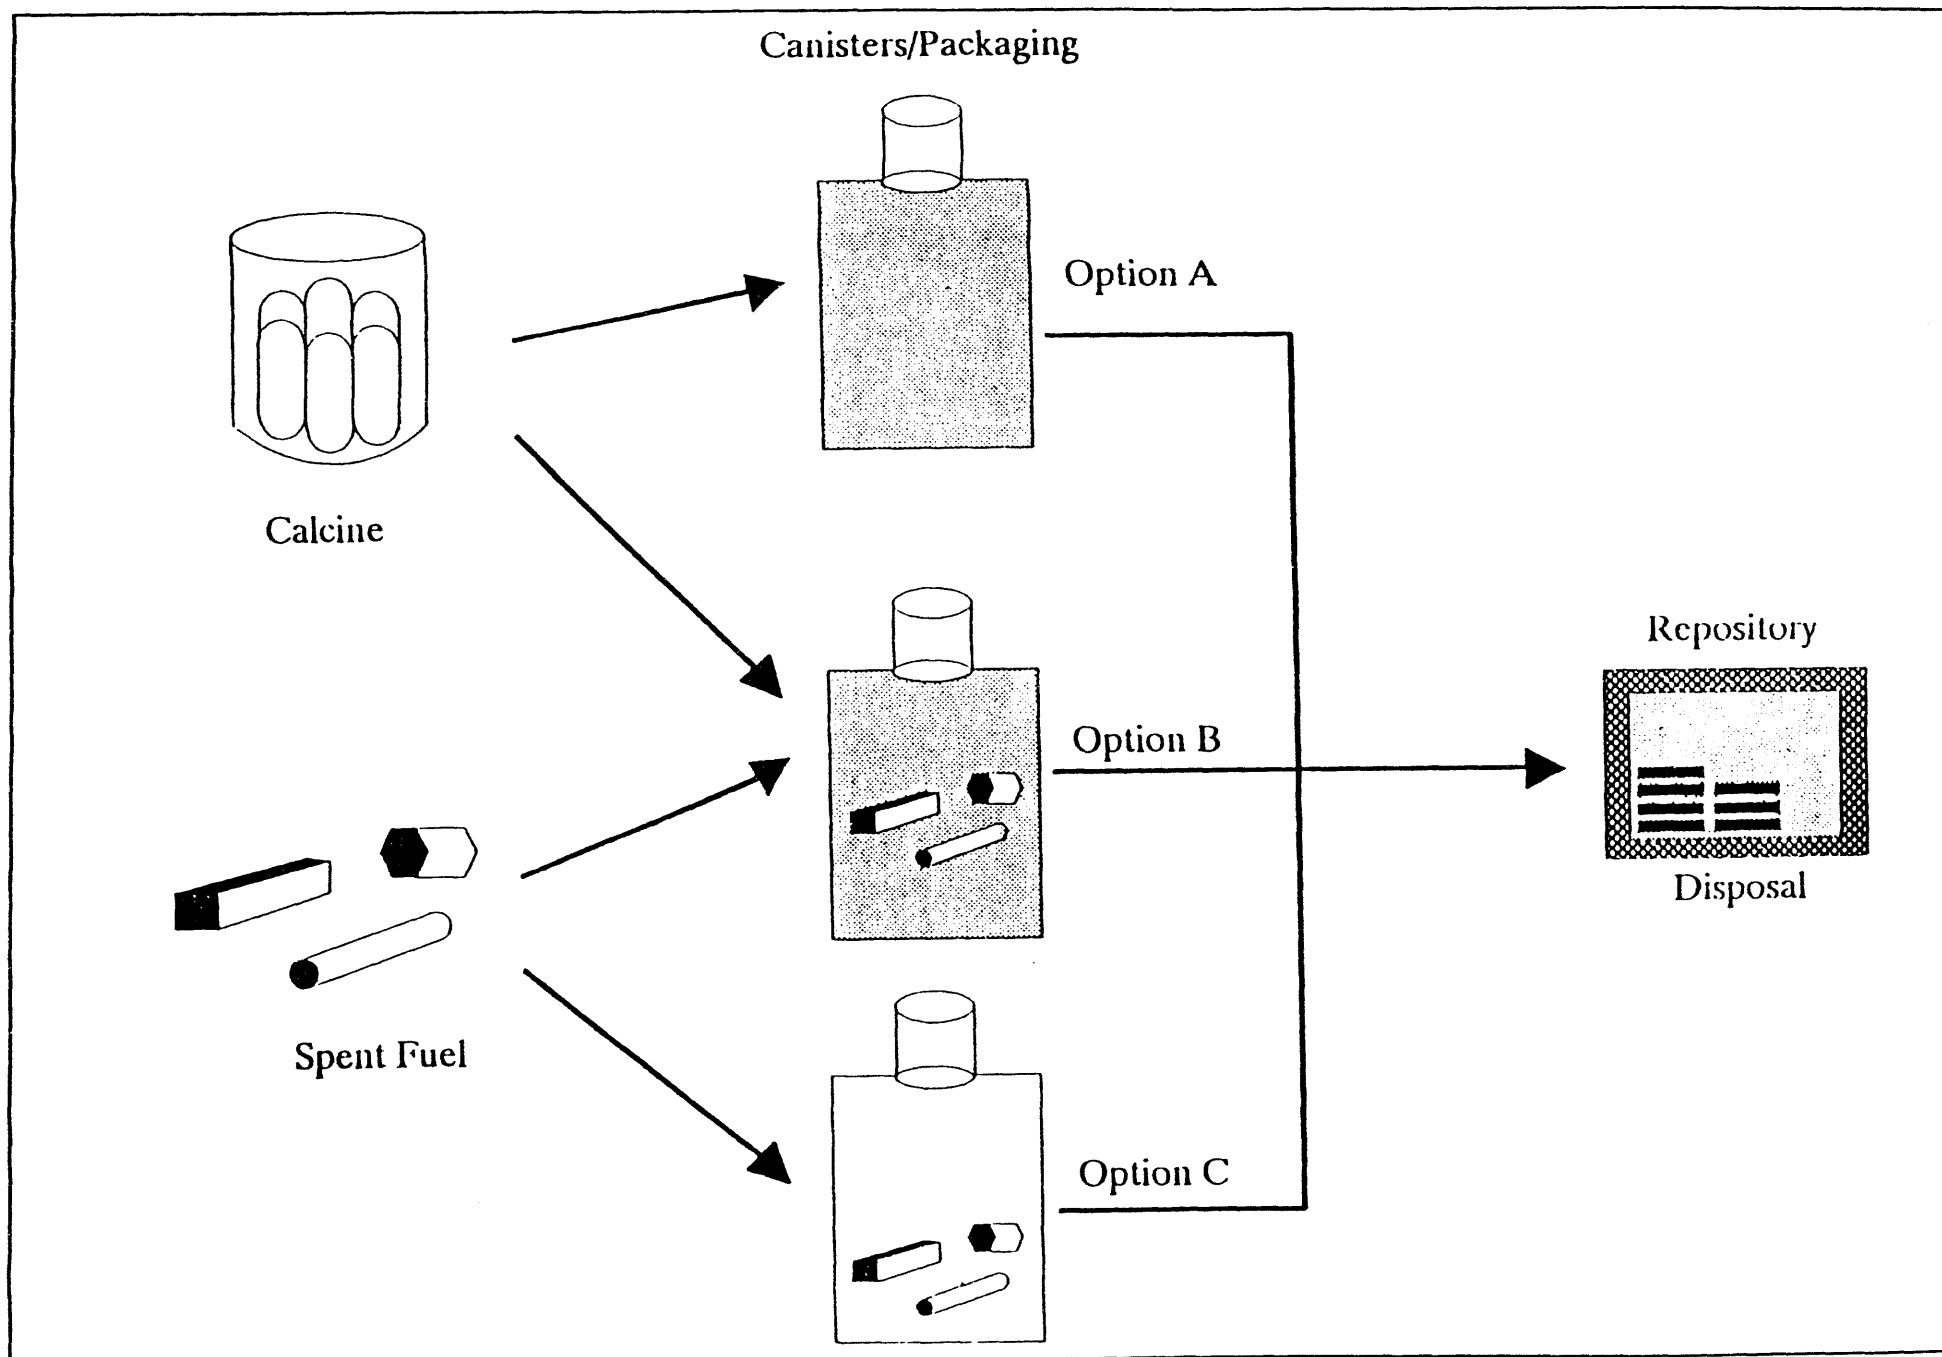 Canisters/Packaging
Option A
Calcine
Repository
Option B
Disposal
Spent Fuel
Option C